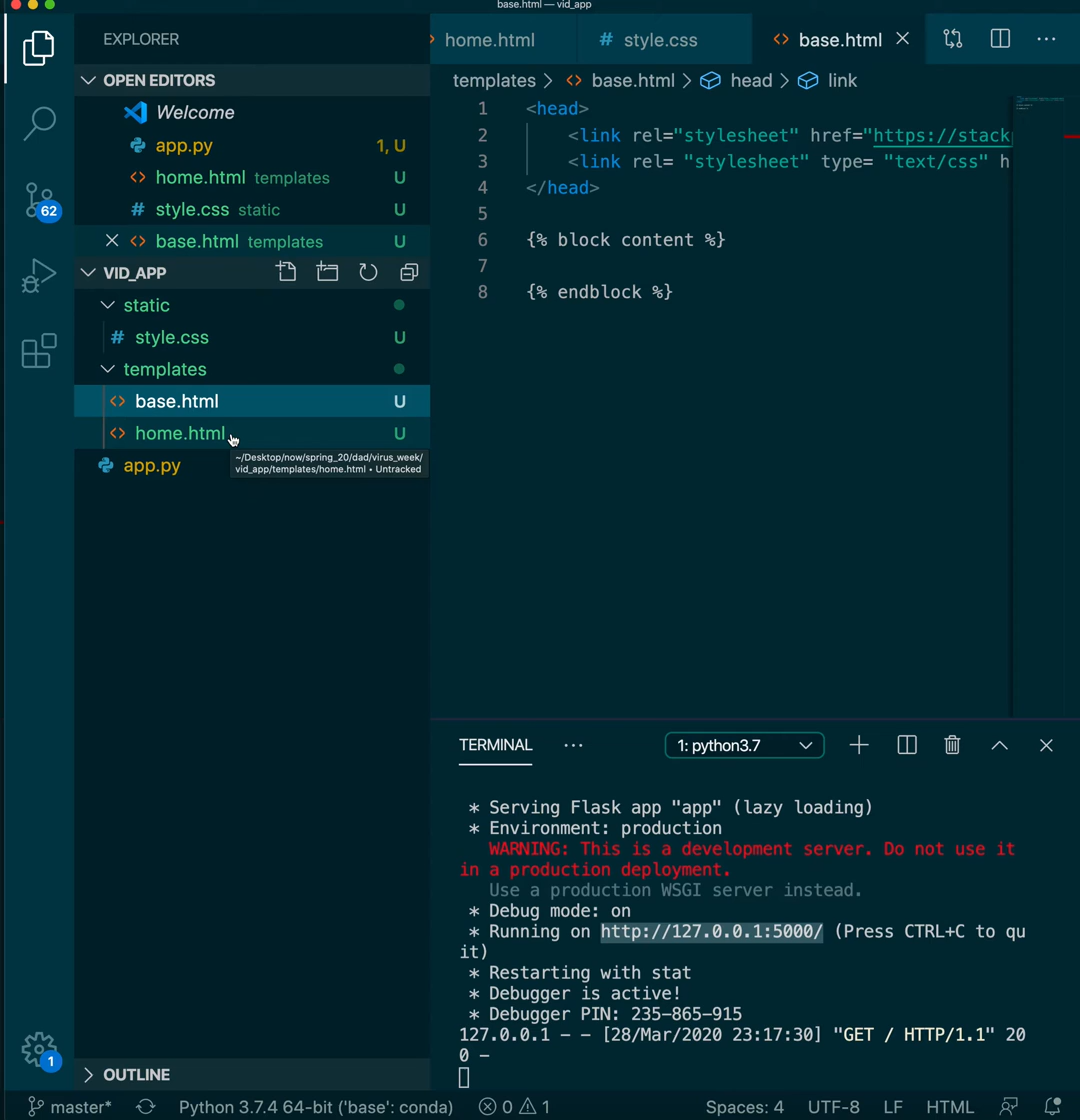 base.html — vid_app
EXPLORER
OPEN EDITORS
Welcome
app.py 1, U
home.html templates U
style.css static U
base.html templates U
VID_APP
static
style.css U
templates
base.html U
home.html U
~/Desktop/now/spring_20/dad/virus_week/
vid_app/templates/home.html • Untracked
app.py
OUTLINE
62
1
home.html
# style.css
<> base.html
templates > <> base.html > head > link
1 <head>
2 <link rel="stylesheet" href="https://stack
3 <link rel= "stylesheet" type= "text/css" h
4 </head>
5
6 {% block content %}
7
8 {% endblock %}
TERMINAL ··· 1: python3.7
* Serving Flask app "app" (lazy loading)
* Environment: production
WARNING: This is a development server. Do not use it
in a production deployment.
Use a production WSGI server instead.
* Debug mode: on
* Running on http://127.0.0.1:5000/ (Press CTRL+C to qu
it)
* Restarting with stat
* Debugger is active!
* Debugger PIN: 235-865-915
127.0.0.1 - - [28/Mar/2020 23:17:30] "GET / HTTP/1.1" 20
0 -
master* Python 3.7.4 64-bit ('base': conda) 0 1 Spaces: 4 UTF-8 LF HTML